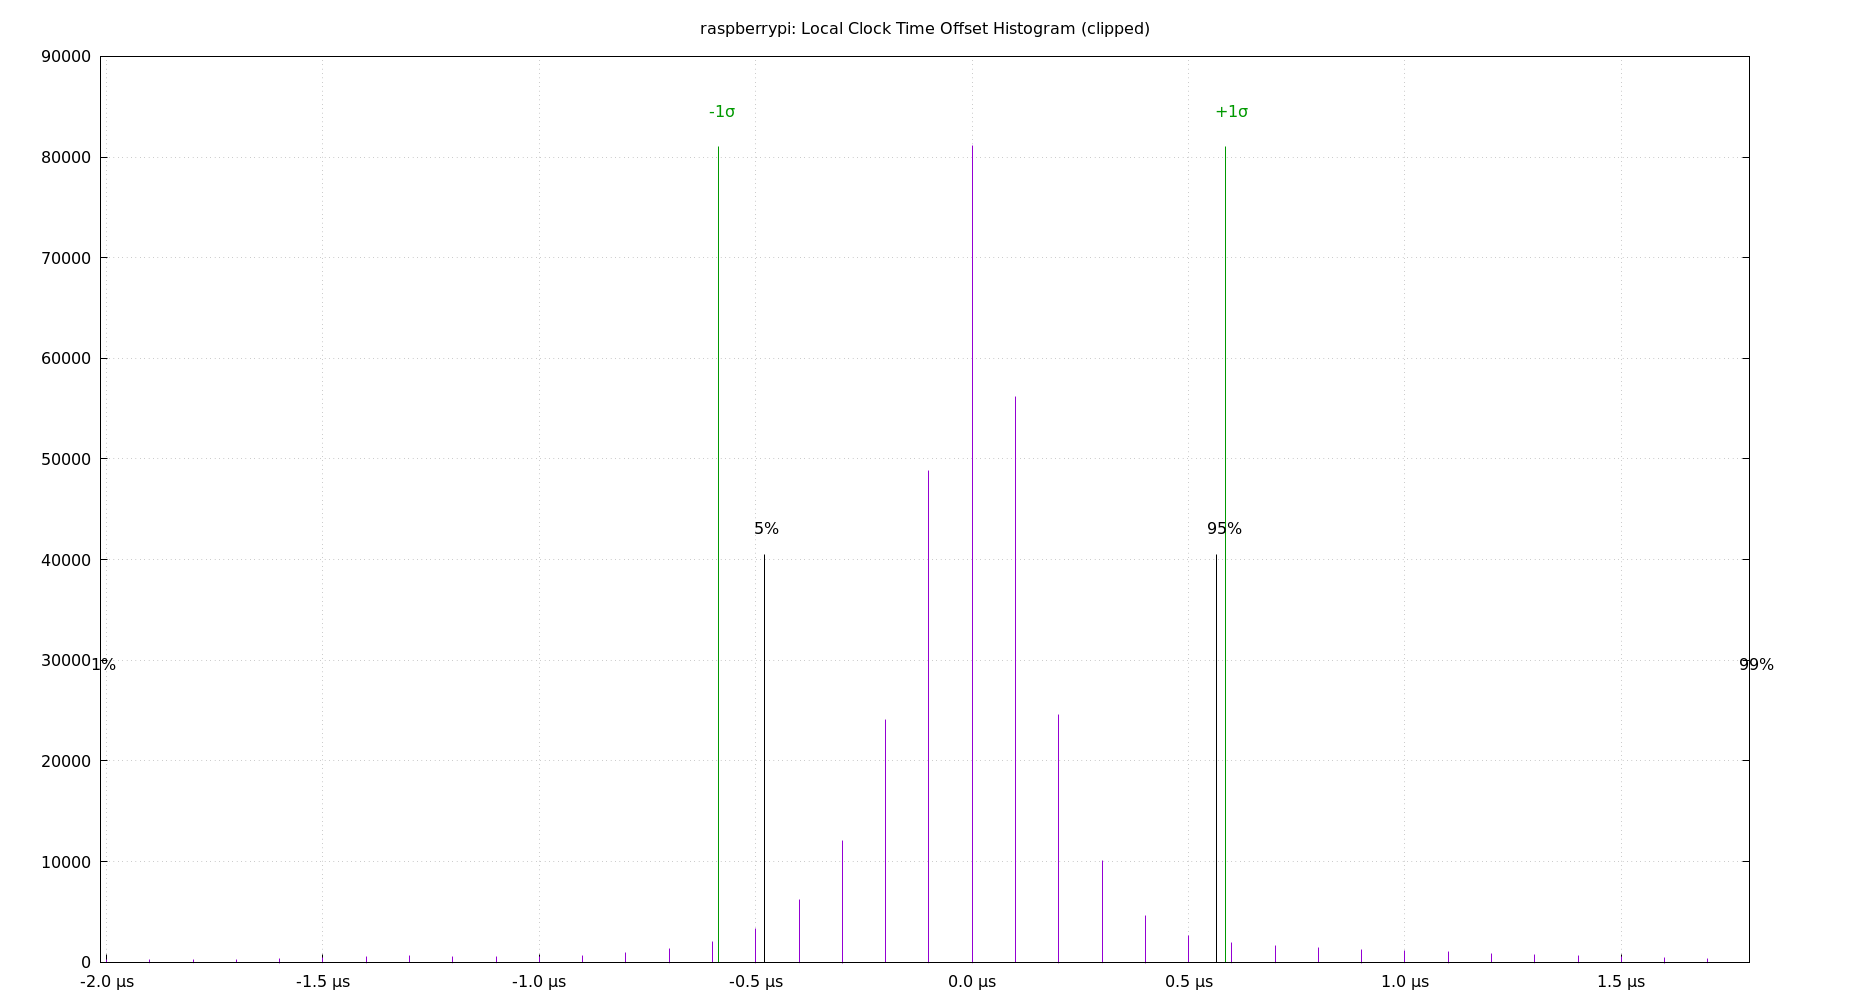 raspberrypi: Local Clock Time Offset Histogram (clipped)
90000
-1σ +1σ
80000
70000
60000
50000
5% 95%
40000
30000 1% 99%
20000
10000
0
-2.0 μs -1.5 μs -1.0 μs -0.5 μs 0.0 μs 0.5 μs 1.0 μs 1.5 μs